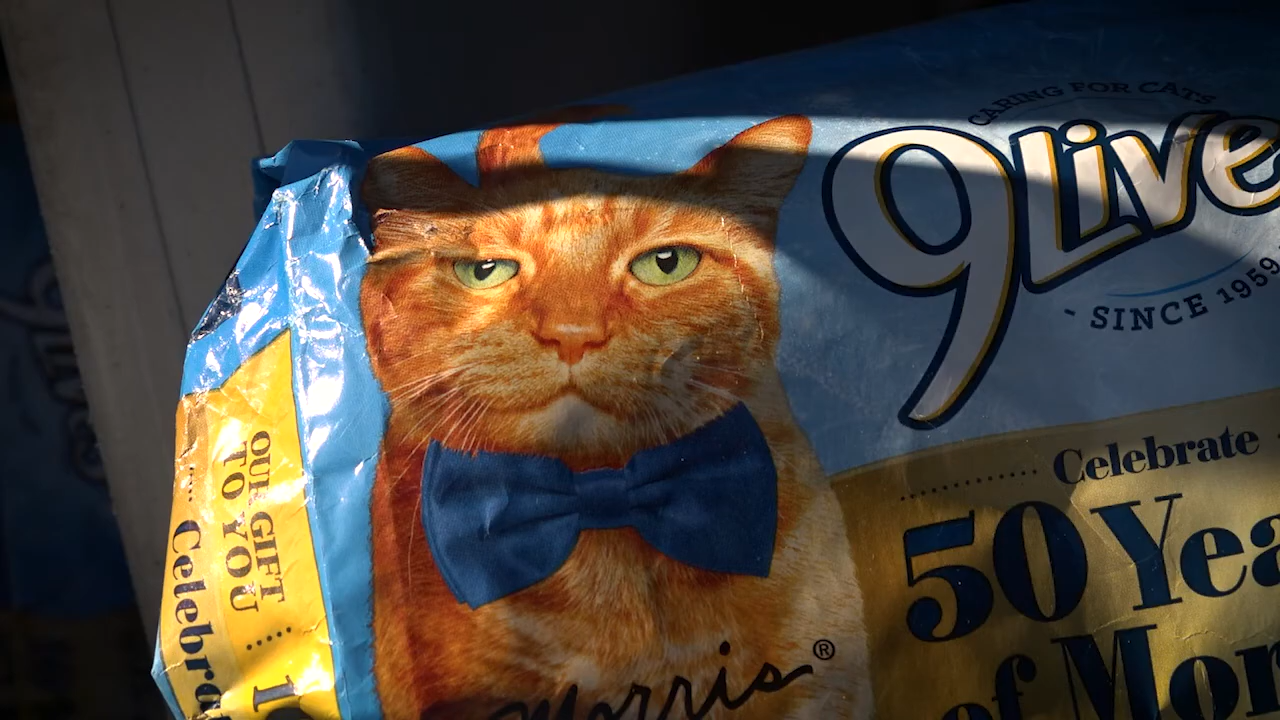 CARING FOR CATS
9Live
- SINCE 1959
Celebrate
50 Yea
of Mor
Morris®
OUR GIFT
TO YOU
Celebra